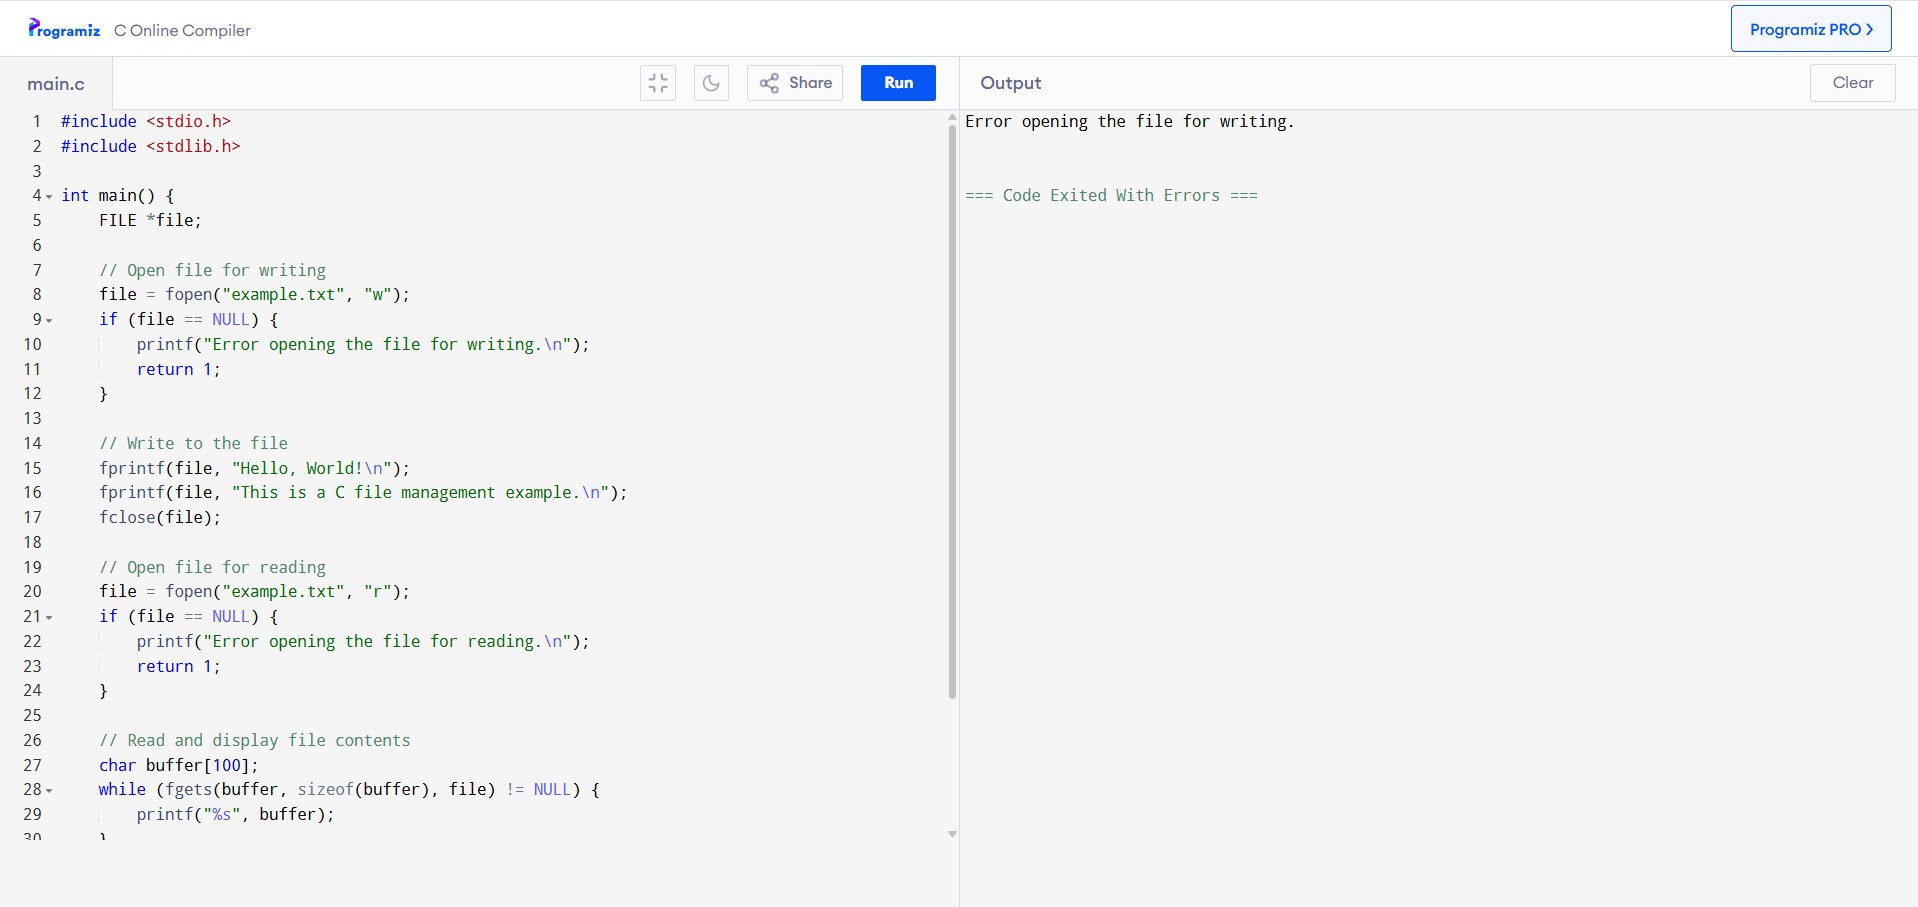 Programiz C Online Compiler
Programiz PRO
main.c
Share
Run
Output
Clear
1 #include <stdio.h>
2 #include <stdlib.h>
3
4 int main() {
5     FILE *file;
6
7     // Open file for writing
8     file = fopen("example.txt", "w");
9     if (file == NULL) {
10         printf("Error opening the file for writing.\n");
11         return 1;
12     }
13
14     // Write to the file
15     fprintf(file, "Hello, World!\n");
16     fprintf(file, "This is a C file management example.\n");
17     fclose(file);
18
19     // Open file for reading
20     file = fopen("example.txt", "r");
21     if (file == NULL) {
22         printf("Error opening the file for reading.\n");
23         return 1;
24     }
25
26     // Read and display file contents
27     char buffer[100];
28     while (fgets(buffer, sizeof(buffer), file) != NULL) {
29         printf("%s", buffer);
30     }
Error opening the file for writing.
=== Code Exited With Errors ===